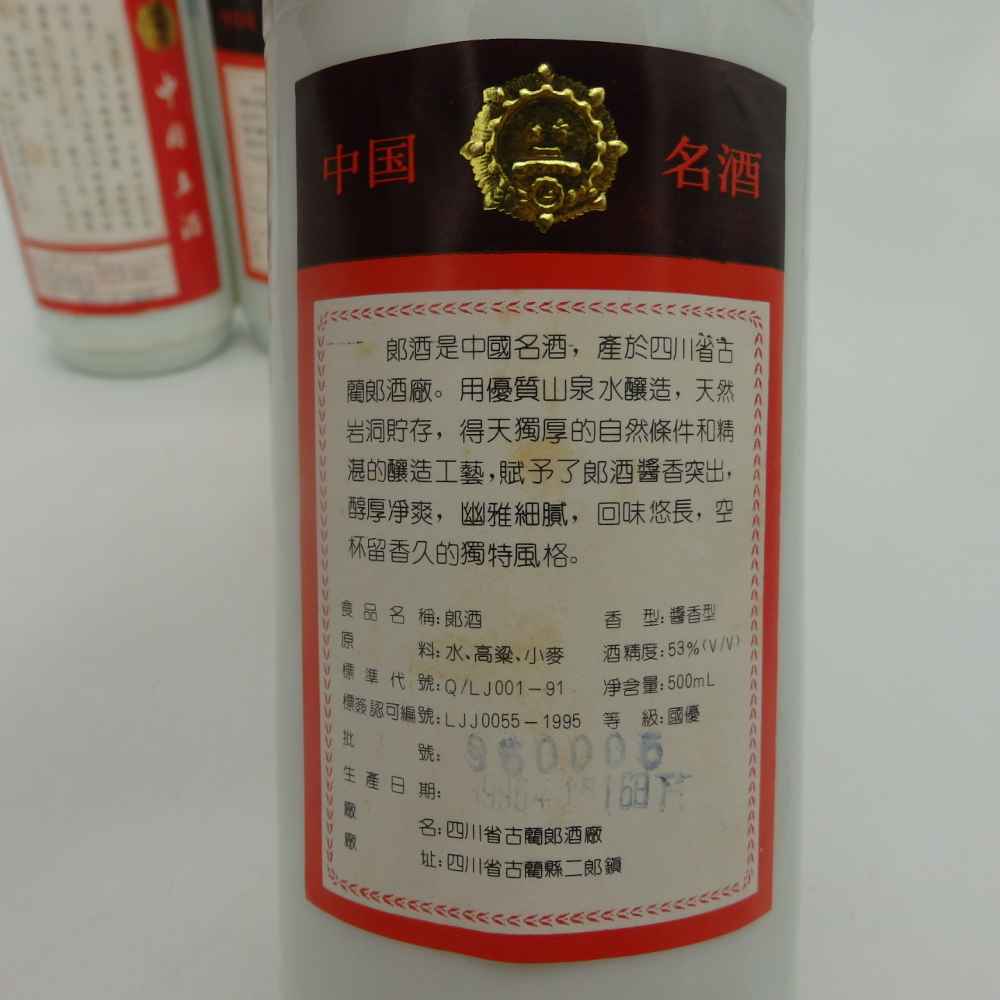 中国 名酒
郎酒是中國名酒，產於四川省古
藺郎酒廠。用優質山泉水釀造，天然
岩洞貯存，得天獨厚的自然條件和精
湛的釀造工藝，賦予了郎酒醬香突出，
醇厚凈爽，幽雅細膩，回味悠長，空
杯留香久的獨特風格。
食品名稱：郎酒 香型：醬香型
原料：水、高粱、小麥 酒精度：53%(V/V)
標準代號：Q/LJ001－91 净含量：500mL
標簽認可編號：LJJ0055－1995 等級：國優
批號：
生產日期：
廠名：四川省古藺郎酒廠
廠址：四川省古藺縣二郎鎮